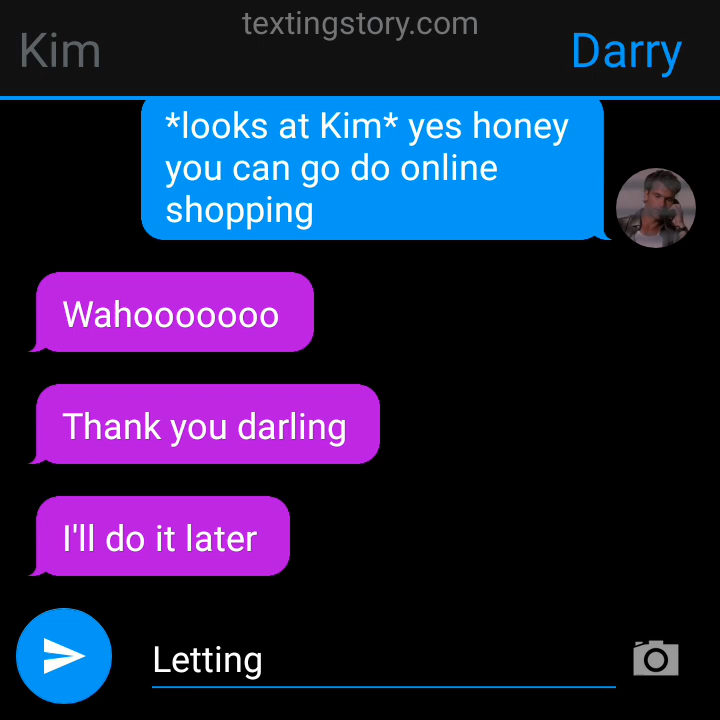 textingstory.com
Kim
Darry
*looks at Kim* yes honey
you can go do online
shopping
Wahooooooo
Thank you darling
I'll do it later
Letting